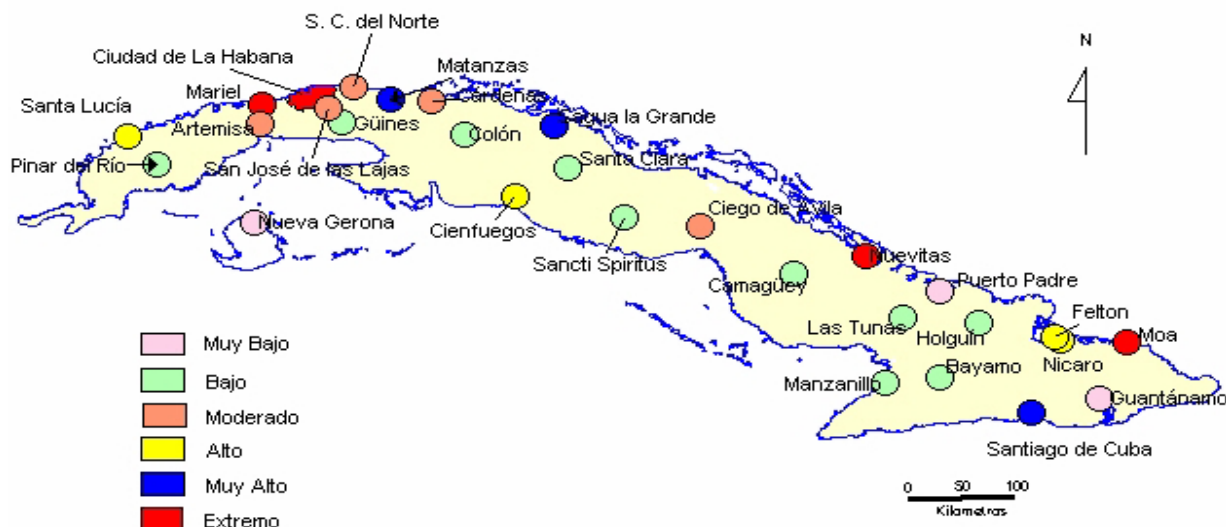 S. C. del Norte
Ciudad de La Habana
N
Matanzas
Mariel
Cárdenas
Santa Lucía
Artemisa
Güines
Sagua la Grande
Colón
Pinar del Río
San José de las Lajas
Santa Clara
Nueva Gerona
Cienfuegos
Ciego de Avila
Sancti Spiritus
Nuevitas
Camagüey
Puerto Padre
Felton
Las Tunas
Holguín
Moa
Nicaro
Muy Bajo
Bajo
Bayamo
Manzanillo
Guantánamo
Moderado
Alto
Santiago de Cuba
Muy Alto
0 50 100
Kilometros
Extremo